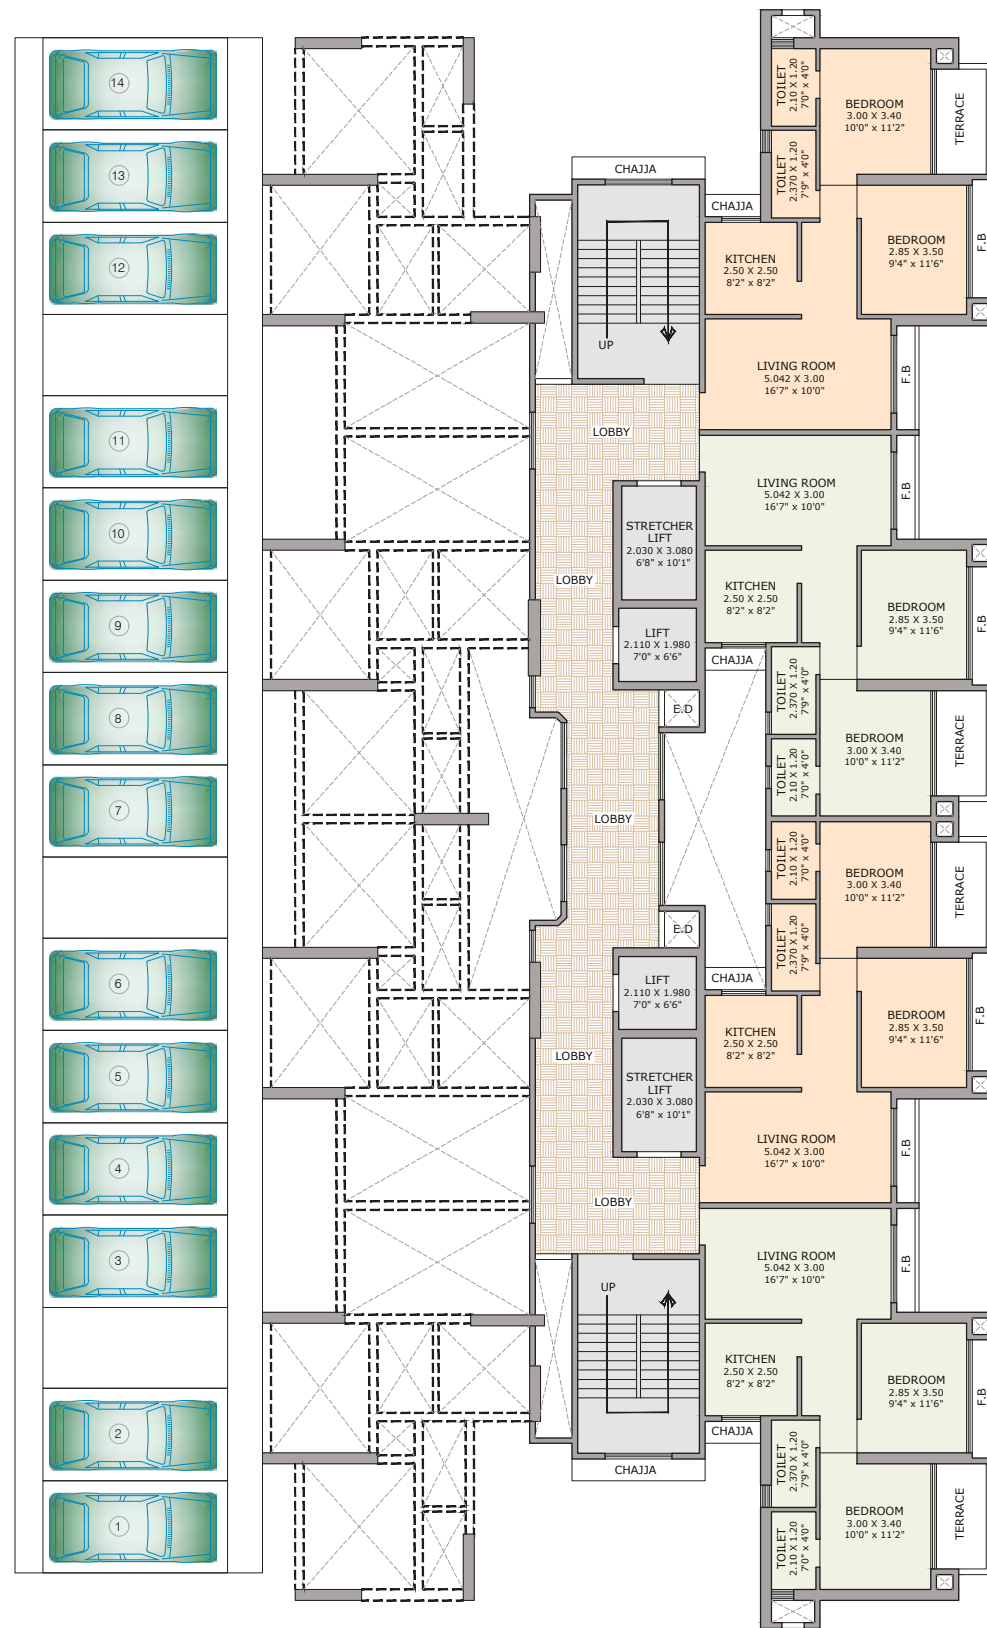 14
13
12
11
10
9
8
7
6
5
4
3
2
1
CHAJJA
UP
LOBBY
STRETCHER
LIFT
2.030 X 3.080
6'8" x 10'1"
LOBBY
LIFT
2.110 X 1.980
7'0" x 6'6"
E.D
LOBBY
E.D
LIFT
2.110 X 1.980
7'0" x 6'6"
LOBBY
STRETCHER
LIFT
2.030 X 3.080
6'8" x 10'1"
LOBBY
UP
CHAJJA
TOILET
2.10 X 1.20
7'0" x 4'0"
BEDROOM
3.00 X 3.40
10'0" x 11'2"
TERRACE
TOILET
2.370 X 1.20
7'9" x 4'0"
CHAJJA
KITCHEN
2.50 X 2.50
8'2" x 8'2"
BEDROOM
2.85 X 3.50
9'4" x 11'6"
F.B
LIVING ROOM
5.042 X 3.00
16'7" x 10'0"
F.B
LIVING ROOM
5.042 X 3.00
16'7" x 10'0"
F.B
KITCHEN
2.50 X 2.50
8'2" x 8'2"
BEDROOM
2.85 X 3.50
9'4" x 11'6"
F.B
CHAJJA
TOILET
2.370 X 1.20
7'9" x 4'0"
BEDROOM
3.00 X 3.40
10'0" x 11'2"
TERRACE
TOILET
2.10 X 1.20
7'0" x 4'0"
TOILET
2.10 X 1.20
7'0" x 4'0"
BEDROOM
3.00 X 3.40
10'0" x 11'2"
TERRACE
TOILET
2.370 X 1.20
7'9" x 4'0"
CHAJJA
KITCHEN
2.50 X 2.50
8'2" x 8'2"
BEDROOM
2.85 X 3.50
9'4" x 11'6"
F.B
LIVING ROOM
5.042 X 3.00
16'7" x 10'0"
F.B
LIVING ROOM
5.042 X 3.00
16'7" x 10'0"
F.B
KITCHEN
2.50 X 2.50
8'2" x 8'2"
BEDROOM
2.85 X 3.50
9'4" x 11'6"
F.B
CHAJJA
TOILET
2.370 X 1.20
7'9" x 4'0"
BEDROOM
3.00 X 3.40
10'0" x 11'2"
TERRACE
TOILET
2.10 X 1.20
7'0" x 4'0"